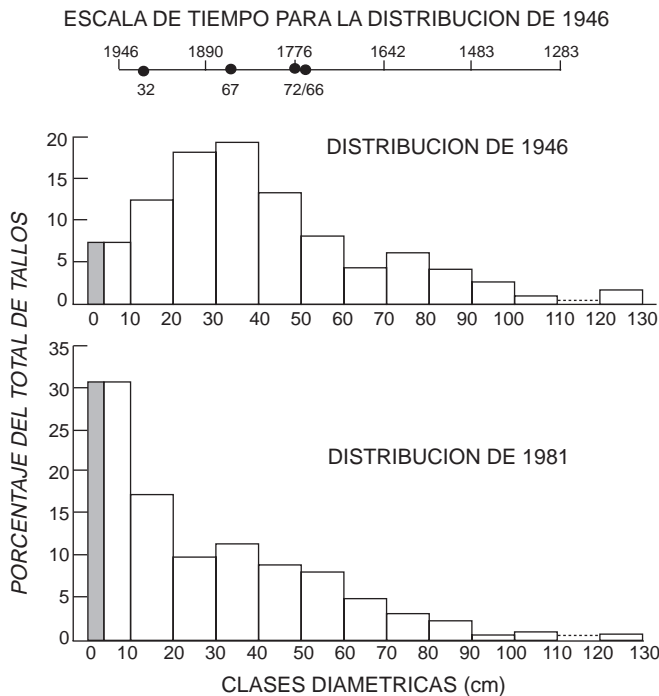 ESCALA DE TIEMPO PARA LA DISTRIBUCION DE 1946
1946 1890 1776 1642 1483 1283
32 67 72/66
DISTRIBUCION DE 1946
20
15
10
5
0
0 10 20 30 40 50 60 70 80 90 100 110 120 130
PORCENTAJE DEL TOTAL DE TALLOS
DISTRIBUCION DE 1981
35
30
25
20
15
10
5
0
0 10 20 30 40 50 60 70 80 90 100 110 120 130
CLASES DIAMETRICAS (cm)